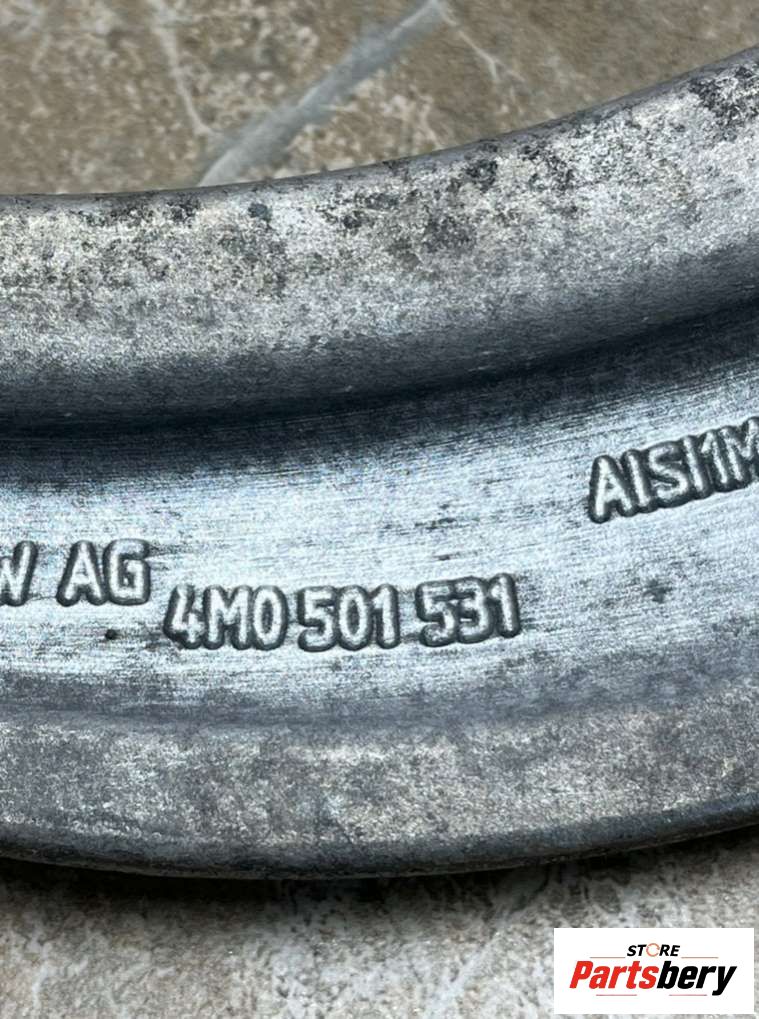 W AG 4M0 501 531
AlSi1M
STORE
Partsbery